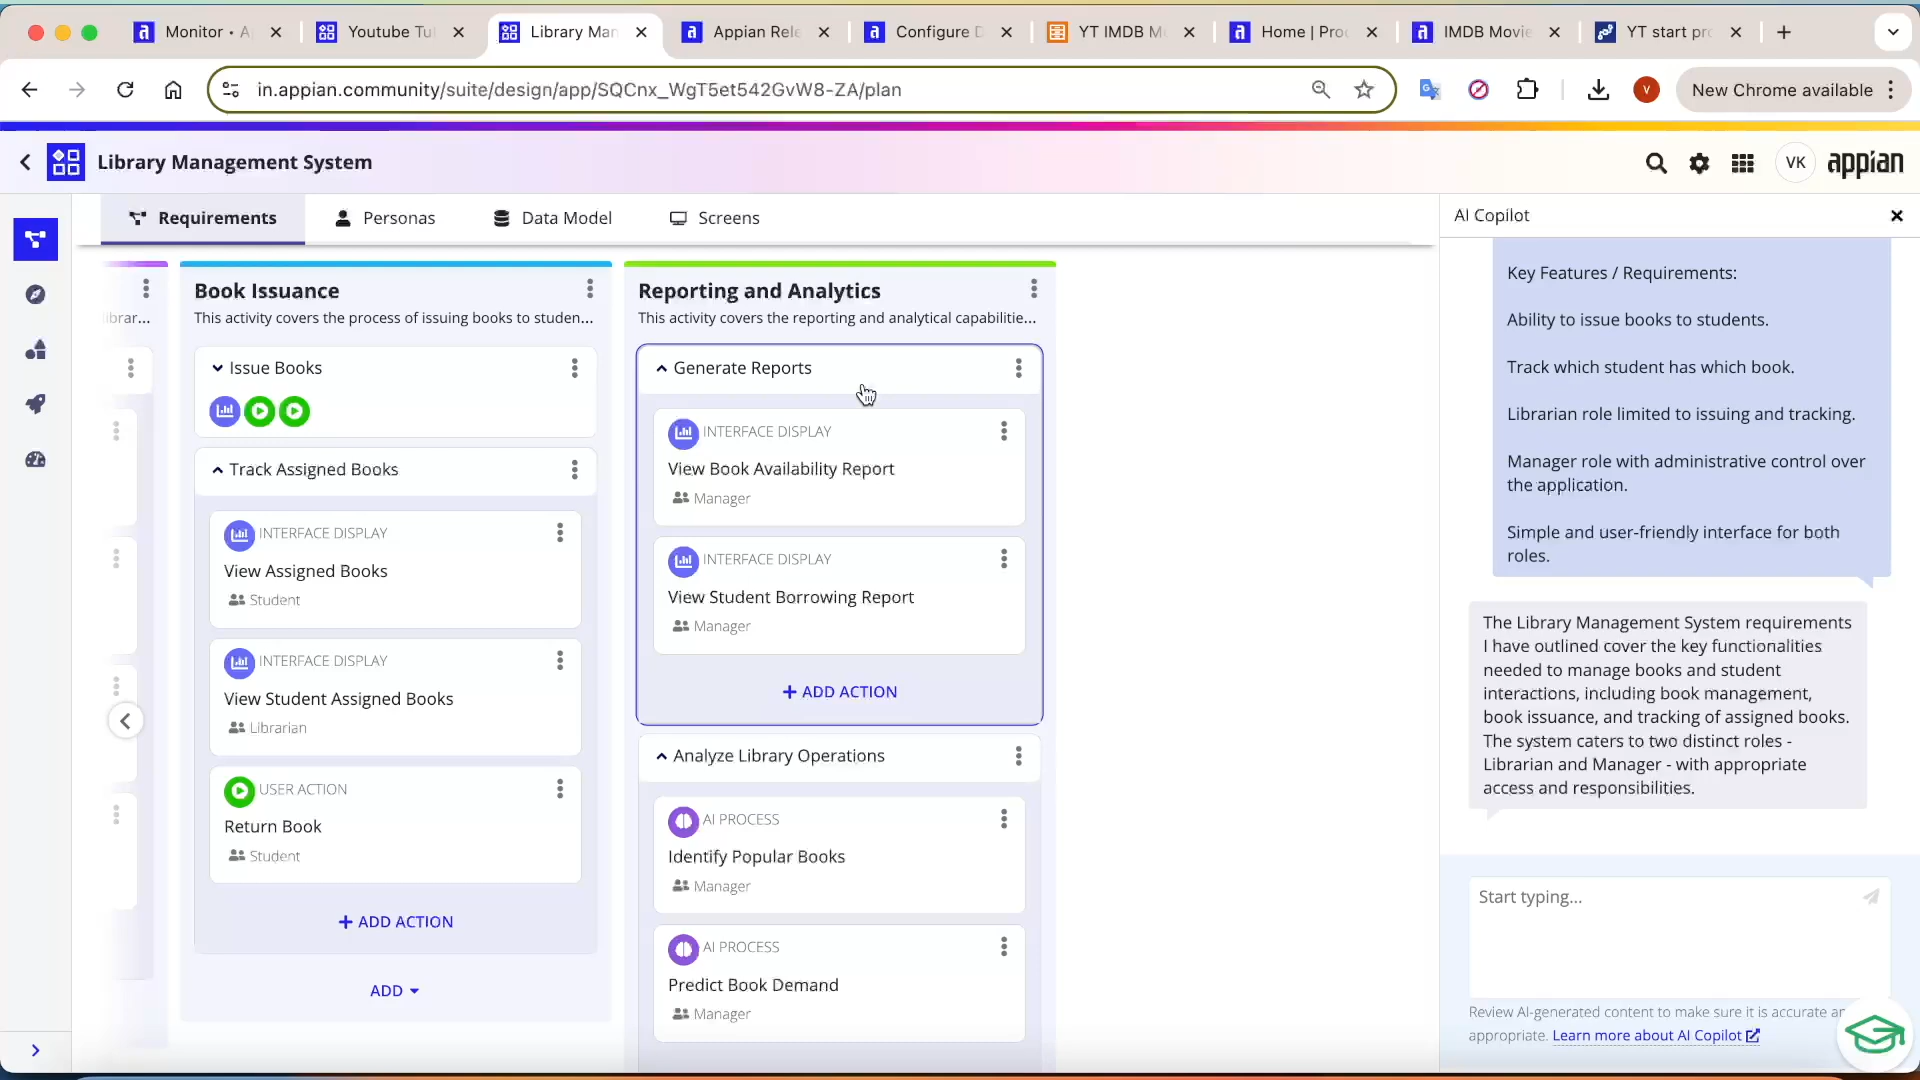 Monitor • A
Youtube Tu
Library Man
Appian Rele
Configure D
YT IMDB M
Home | Pro
IMDB Movie
YT start pr
in.appian.community/suite/design/app/SQCnx_WgT5et542GvW8-ZA/plan
V
New Chrome available
Library Management System
VK
appian
Requirements
Personas
Data Model
Screens
AI Copilot
librar...
Book Issuance
This activity covers the process of issuing books to studen...
Issue Books
Track Assigned Books
INTERFACE DISPLAY
View Assigned Books
Student
INTERFACE DISPLAY
View Student Assigned Books
Librarian
USER ACTION
Return Book
Student
ADD ACTION
ADD
Reporting and Analytics
This activity covers the reporting and analytical capabilitie...
Generate Reports
INTERFACE DISPLAY
View Book Availability Report
Manager
INTERFACE DISPLAY
View Student Borrowing Report
Manager
ADD ACTION
Analyze Library Operations
AI PROCESS
Identify Popular Books
Manager
AI PROCESS
Predict Book Demand
Manager
Key Features / Requirements:
Ability to issue books to students.
Track which student has which book.
Librarian role limited to issuing and tracking.
Manager role with administrative control over
the application.
Simple and user-friendly interface for both
roles.
The Library Management System requirements
I have outlined cover the key functionalities
needed to manage books and student
interactions, including book management,
book issuance, and tracking of assigned books.
The system caters to two distinct roles -
Librarian and Manager - with appropriate
access and responsibilities.
Start typing...
Review AI-generated content to make sure it is accurate an
appropriate. Learn more about AI Copilot